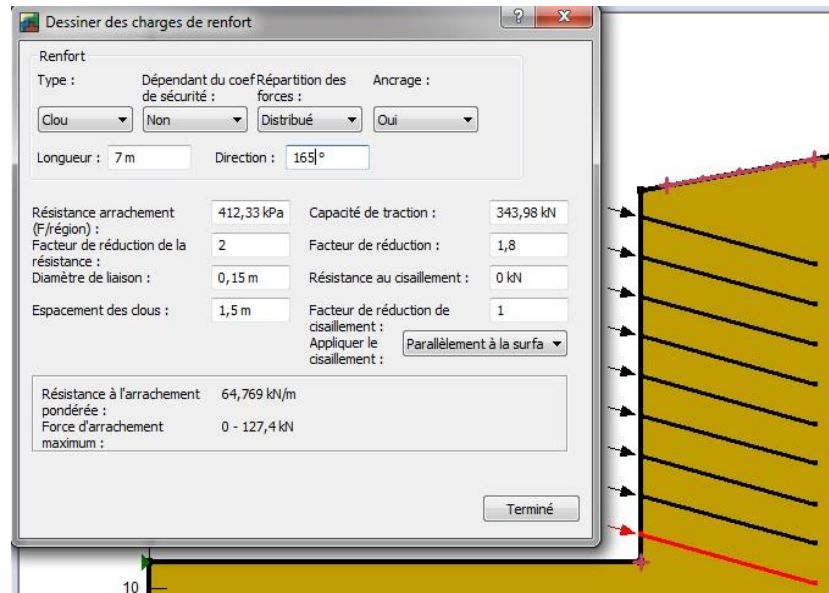 Dessiner des charges de renfort
Renfort
Type :
Dépendant du coef
de sécurité :
Répartition des
forces :
Ancrage :
Clou
Non
Distribué
Oui
Longueur : 7 m
Direction : 165 °
Résistance arrachement
(F/région) :
412,33 kPa
Capacité de traction : 343,98 kN
Facteur de réduction de la
résistance :
2
Facteur de réduction : 1,8
Diamètre de liaison : 0,15 m
Résistance au cisaillement : 0 kN
Espacement des clous : 1,5 m
Facteur de réduction de
cisaillement :
1
Appliquer le
cisaillement :
Parallèlement à la surfa
Résistance à l'arrachement
pondérée :
64,769 kN/m
Force d'arrachement
maximum :
0 - 127,4 kN
Terminé
10